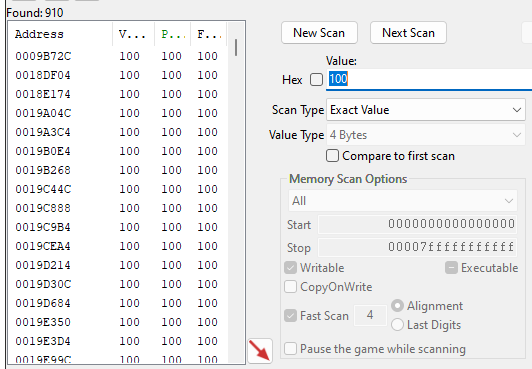 Found: 910
Address V... P... F...
0009B72C 100 100 100
0018DF04 100 100 100
0018E174 100 100 100
0019A04C 100 100 100
0019A3C4 100 100 100
0019B0E4 100 100 100
0019B268 100 100 100
0019C44C 100 100 100
0019C888 100 100 100
0019C9B4 100 100 100
0019CEA4 100 100 100
0019D214 100 100 100
0019D30C 100 100 100
0019D684 100 100 100
0019E350 100 100 100
0019E3D4 100 100 100
0019E99C 100 100 100
New Scan Next Scan
Value:
Hex 100
Scan Type Exact Value
Value Type 4 Bytes
Compare to first scan
Memory Scan Options
All
Start 0000000000000000
Stop 00007fffffffffff
Writable Executable
CopyOnWrite
Fast Scan 4 Alignment
Last Digits
Pause the game while scanning